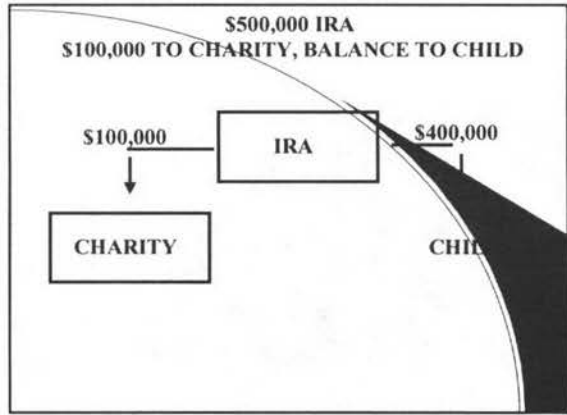 $500,000 IRA
$100,000 TO CHARITY, BALANCE TO CHILD
$100,000
IRA
$400,000
CHARITY